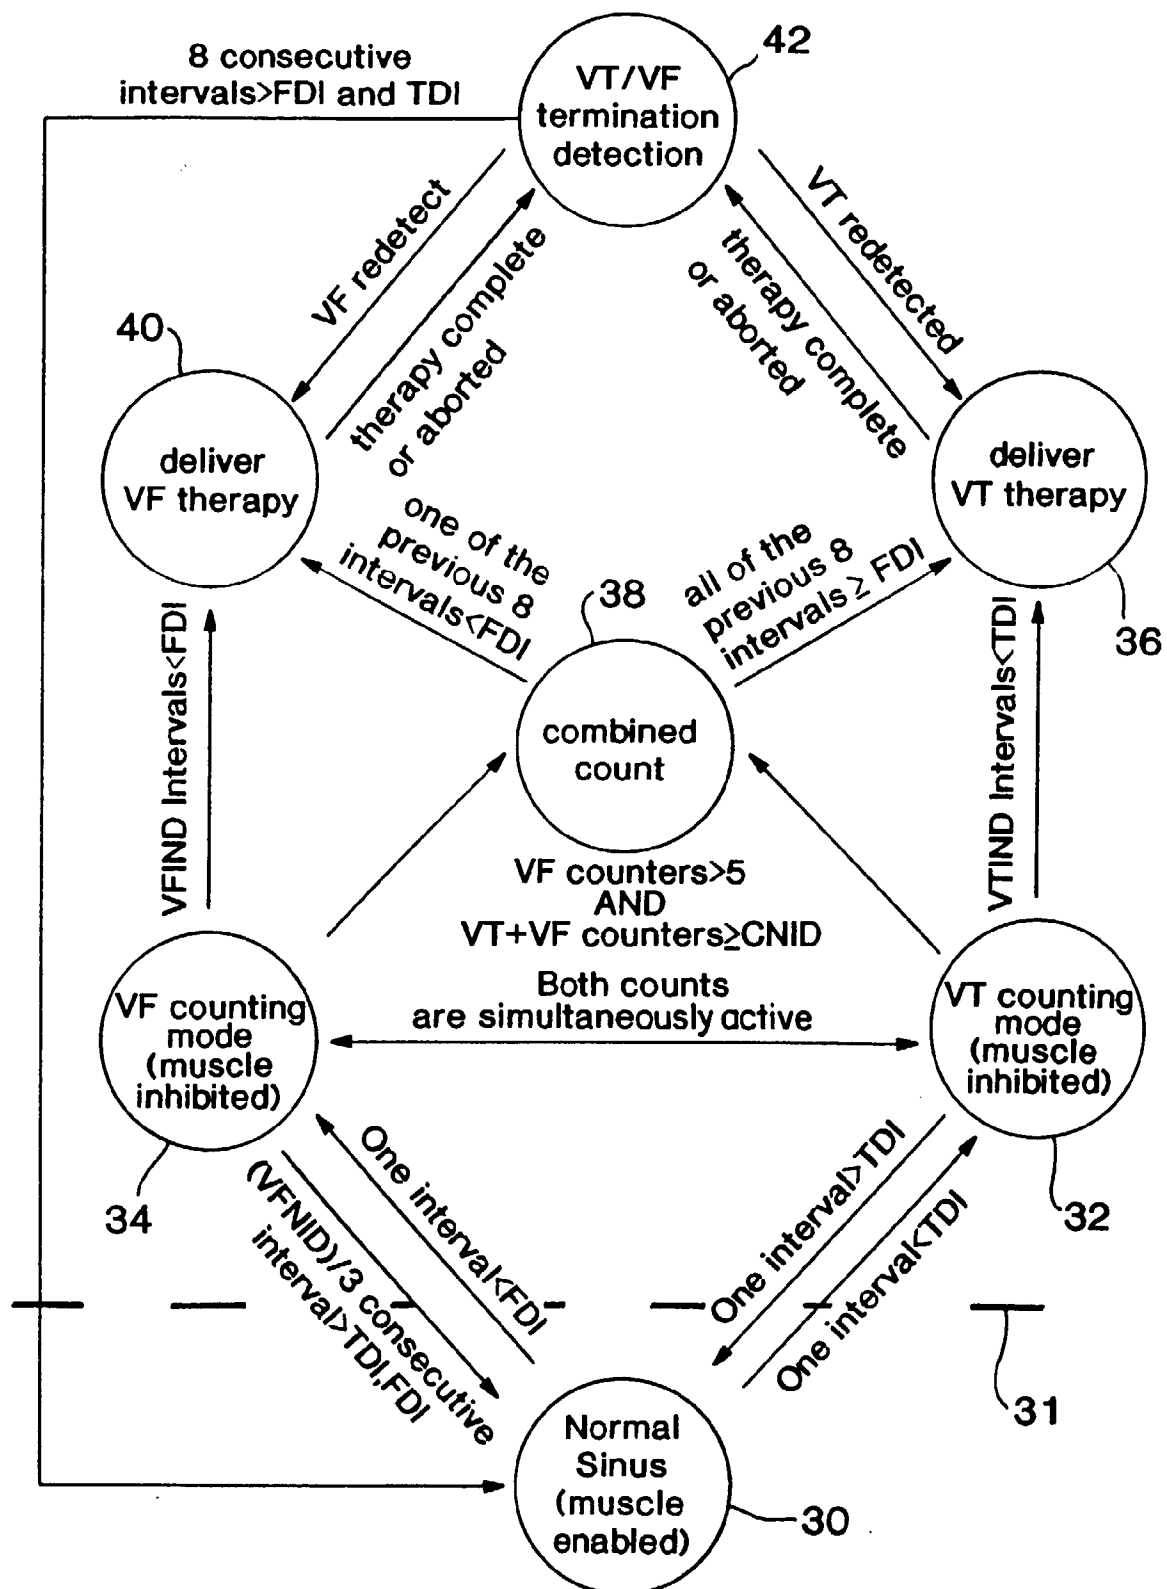 8 consecutive
intervals>FDI and TDI
42
VT/VF
termination
detection
VF redetect
therapy complete
or aborted
VT redetected
therapy complete
or aborted
40
deliver
VF therapy
deliver
VT therapy
36
one of the
previous 8
intervals<FDI
all of the
previous 8
intervals≥FDI
38
combined
count
VFIND Intervals<FDI
VTIND Intervals<TDI
VF counters>5
AND
VT+VF counters≥CNID
Both counts
are simultaneously active
VF counting
mode
(muscle
inhibited)
34
VT counting
mode
(muscle
inhibited)
32
One interval<FDI
(VFNID)/3 consecutive
interval>TDI,FDI
One interval>TDI
One interval<TDI
31
Normal
Sinus
(muscle
enabled)
30